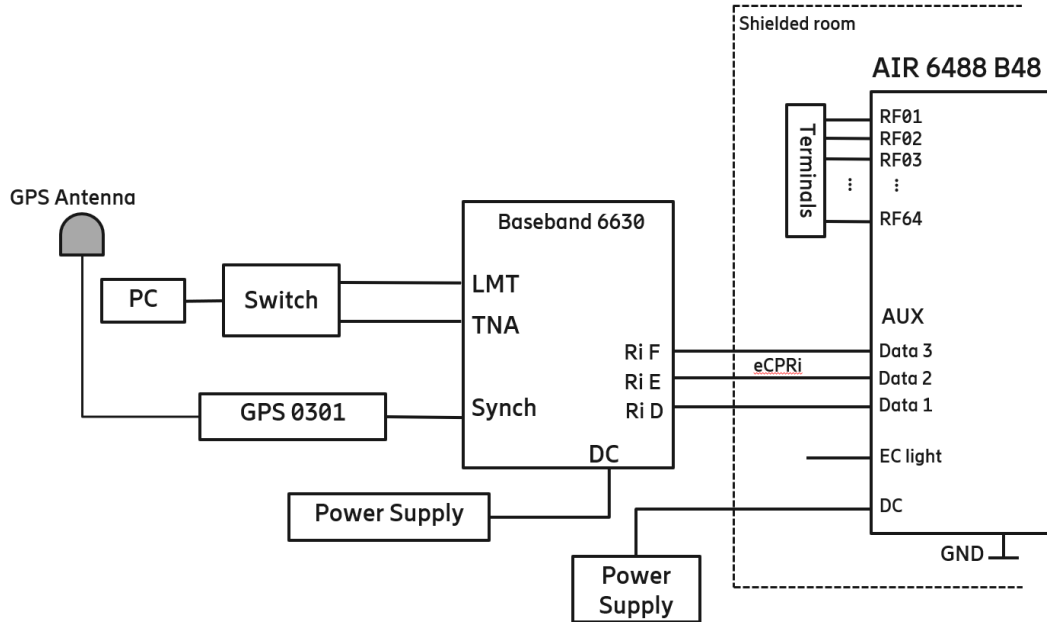 Shielded room
AIR 6488 B48
RF01
RF02
RF03
⋮ ⋮
RF64
Terminals
GPS Antenna
Baseband 6630
PC
Switch
LMT
TNA
AUX
Ri F
eCPRi
Data 3
Ri E
Data 2
Ri D
Data 1
GPS 0301
Synch
DC
EC light
Power Supply
DC
GND
Power
Supply